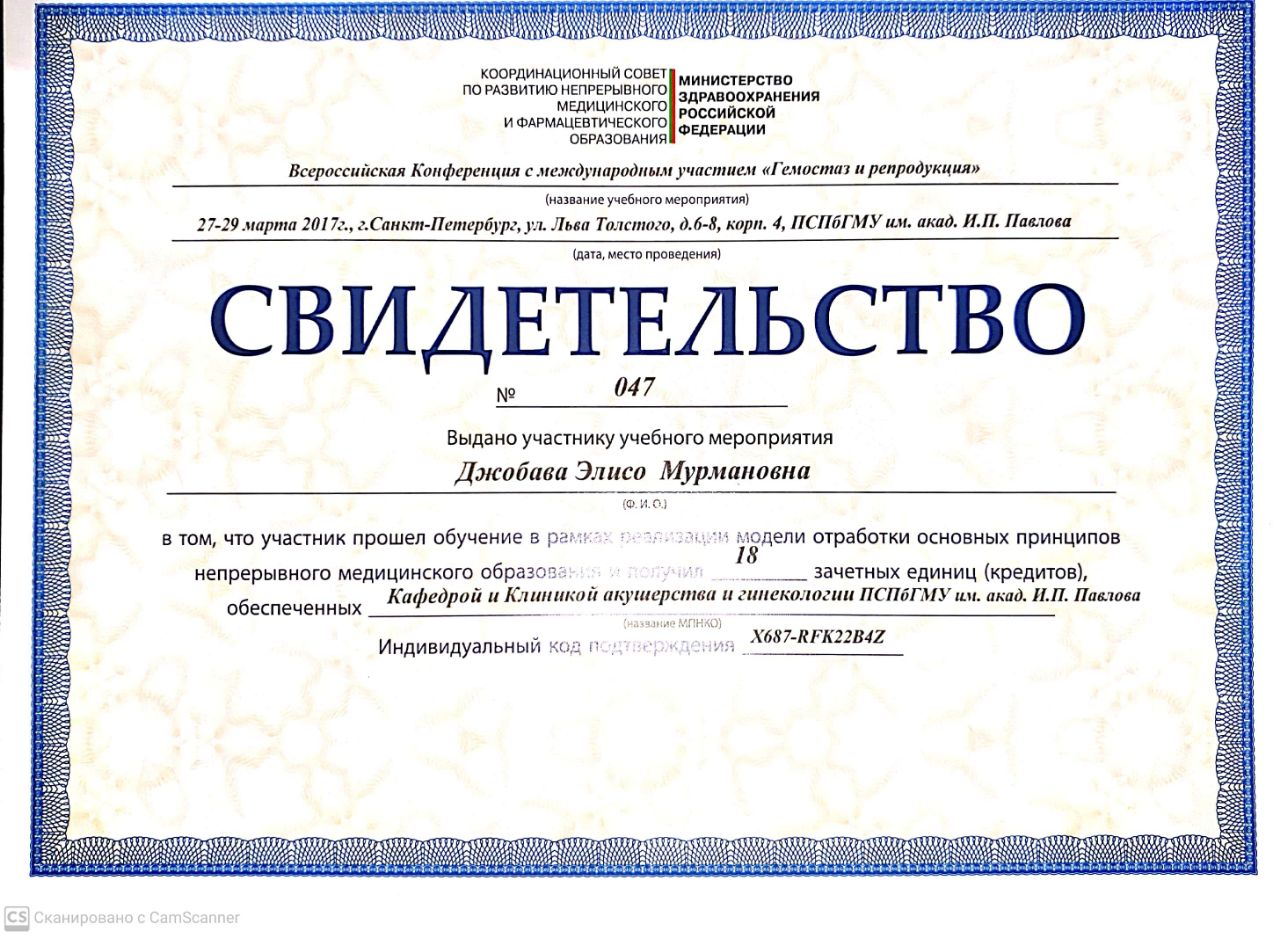 КООРДИНАЦИОННЫЙ СОВЕТ
ПО РАЗВИТИЮ НЕПРЕРЫВНОГО
МЕДИЦИНСКОГО
И ФАРМАЦЕВТИЧЕСКОГО
ОБРАЗОВАНИЯ
МИНИСТЕРСТВО
ЗДРАВООХРАНЕНИЯ
РОССИЙСКОЙ
ФЕДЕРАЦИИ
Всероссийская Конференция с международным участием «Гемостаз и репродукция»
(название учебного мероприятия)
27-29 марта 2017г., г.Санкт-Петербург, ул. Льва Толстого, д.6-8, корп. 4, ПСПбГМУ им. акад. И.П. Павлова
(дата, место проведения)
СВИДЕТЕЛЬСТВО
№ 047
Выдано участнику учебного мероприятия
Джобава Элисо Мурмановна
(Ф. И. О.)
в том, что участник прошел обучение в рамках реализации модели отработки основных принципов
непрерывного медицинского образования и получил 18 зачетных единиц (кредитов),
обеспеченных Кафедрой и Клиникой акушерства и гинекологии ПСПбГМУ им. акад. И.П. Павлова
(название МПНКО)
Индивидуальный код подтверждения X687-RFK22B4Z
CS Сканировано с CamScanner